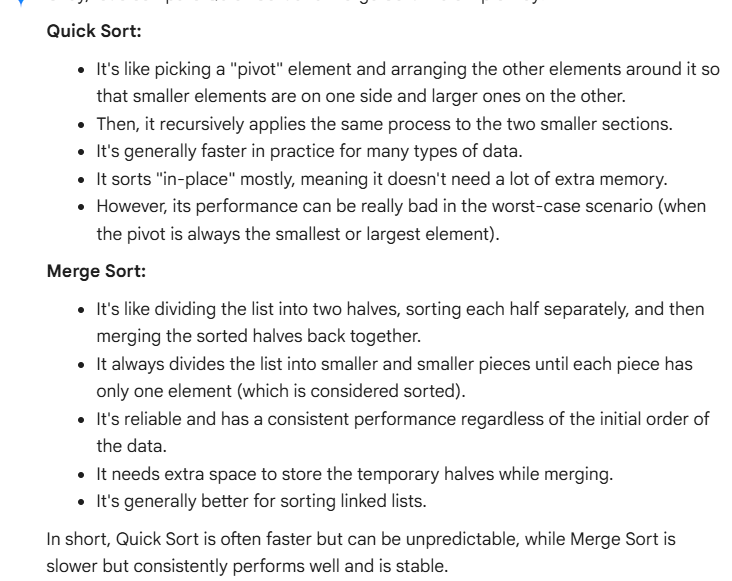 Quick Sort:
• It's like picking a "pivot" element and arranging the other elements around it so
that smaller elements are on one side and larger ones on the other.
• Then, it recursively applies the same process to the two smaller sections.
• It's generally faster in practice for many types of data.
• It sorts "in-place" mostly, meaning it doesn't need a lot of extra memory.
• However, its performance can be really bad in the worst-case scenario (when
the pivot is always the smallest or largest element).
Merge Sort:
• It's like dividing the list into two halves, sorting each half separately, and then
merging the sorted halves back together.
• It always divides the list into smaller and smaller pieces until each piece has
only one element (which is considered sorted).
• It's reliable and has a consistent performance regardless of the initial order of
the data.
• It needs extra space to store the temporary halves while merging.
• It's generally better for sorting linked lists.
In short, Quick Sort is often faster but can be unpredictable, while Merge Sort is
slower but consistently performs well and is stable.